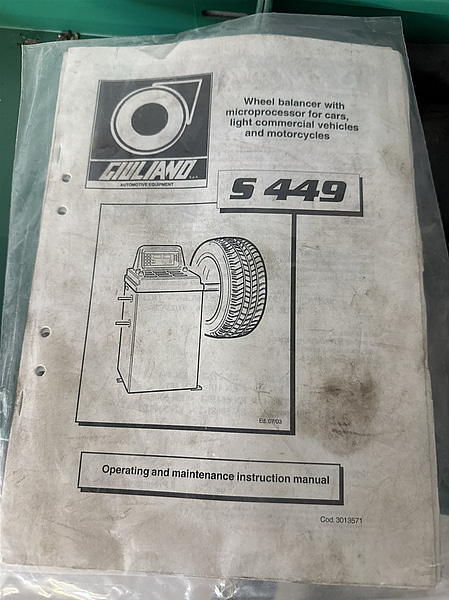 GIULIANO S.p.A.
AUTOMOTIVE EQUIPMENT
Wheel balancer with
microprocessor for cars,
light commercial vehicles
and motorcycles
S 449
Ed. 07/03
Operating and maintenance instruction manual
Cod. 3013571